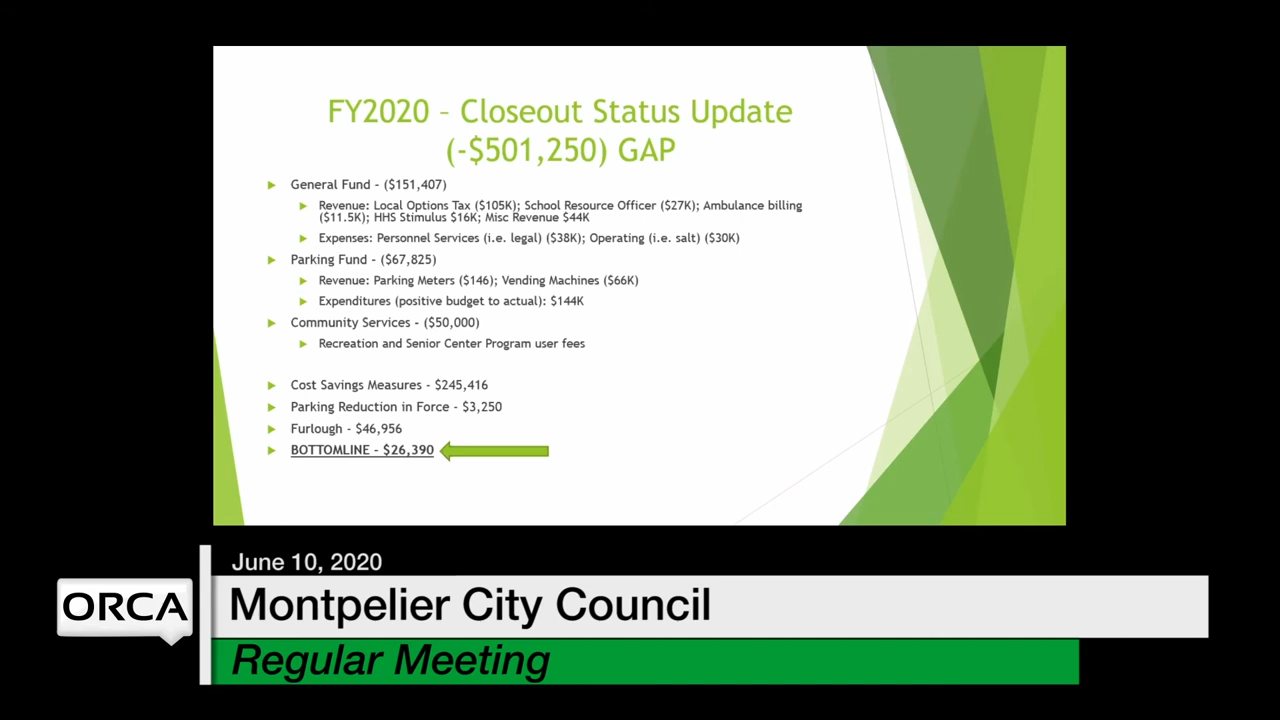 FY2020 – Closeout Status Update
(-$501,250) GAP
General Fund - ($151,407)
Revenue: Local Options Tax ($105K); School Resource Officer ($27K); Ambulance billing
($11.5K); HHS Stimulus $16K; Misc Revenue $44K
Expenses: Personnel Services (i.e. legal) ($38K); Operating (i.e. salt) ($30K)
Parking Fund - ($67,825)
Revenue: Parking Meters ($146); Vending Machines ($66K)
Expenditures (positive budget to actual): $144K
Community Services - ($50,000)
Recreation and Senior Center Program user fees
Cost Savings Measures - $245,416
Parking Reduction in Force - $3,250
Furlough - $46,956
BOTTOMLINE - $26,390
June 10, 2020
ORCA
Montpelier City Council
Regular Meeting